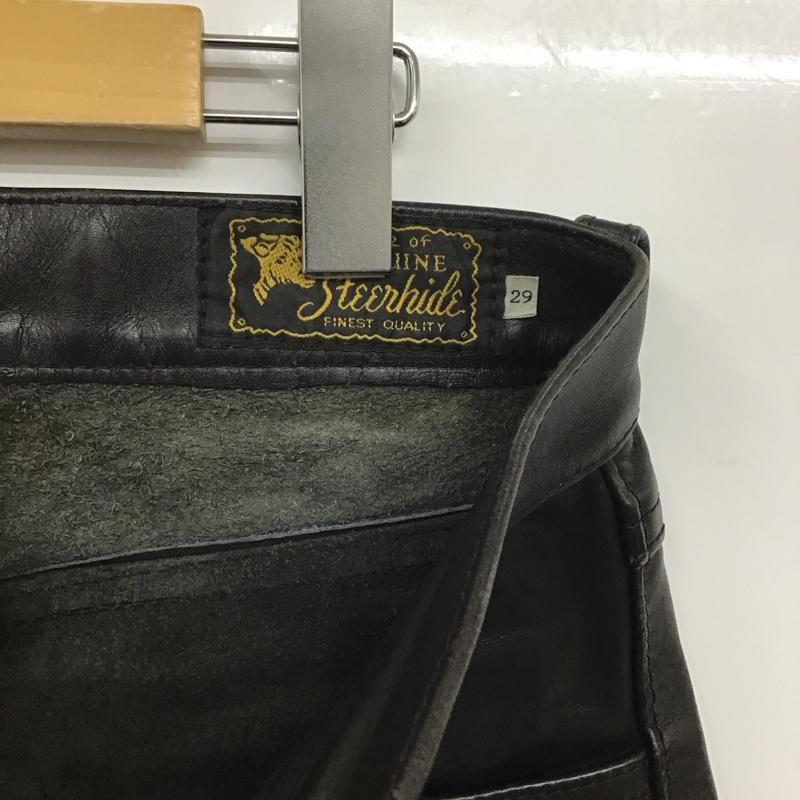 OF
Steerhide
FINEST QUALITY
29